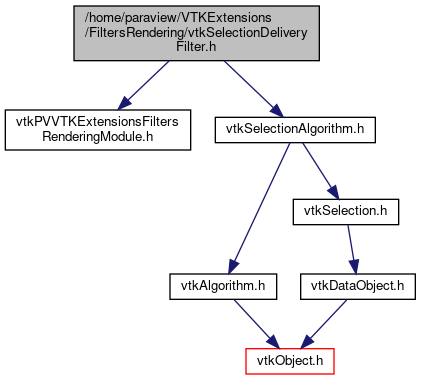 /home/paraview/VTKExtensions
/FiltersRendering/vtkSelectionDelivery
Filter.h
vtkPVVTKExtensionsFilters
RenderingModule.h
vtkSelectionAlgorithm.h
vtkSelection.h
vtkAlgorithm.h
vtkDataObject.h
vtkObject.h